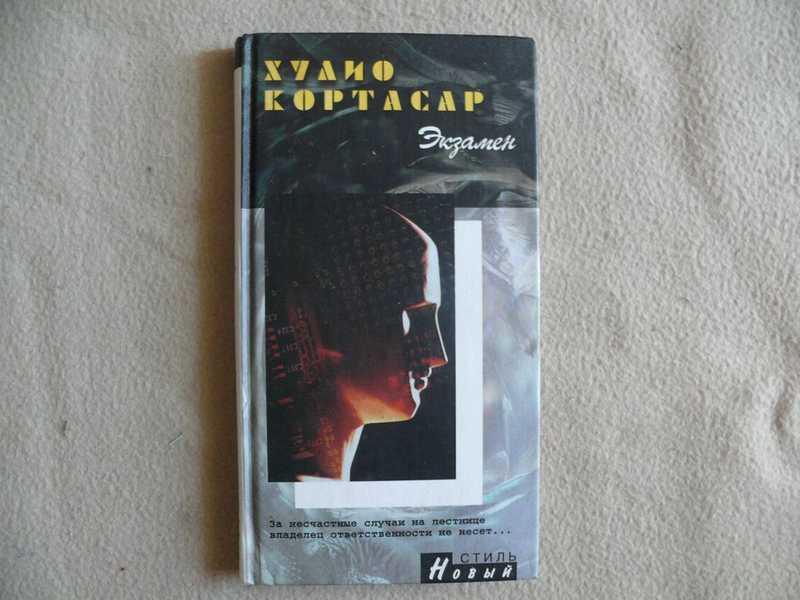 ХУЛИО
КОРТАСАР
Экзамен
За несчастные случаи на лестнице
владелец ответственности не несет...
СТИЛЬ
Новый